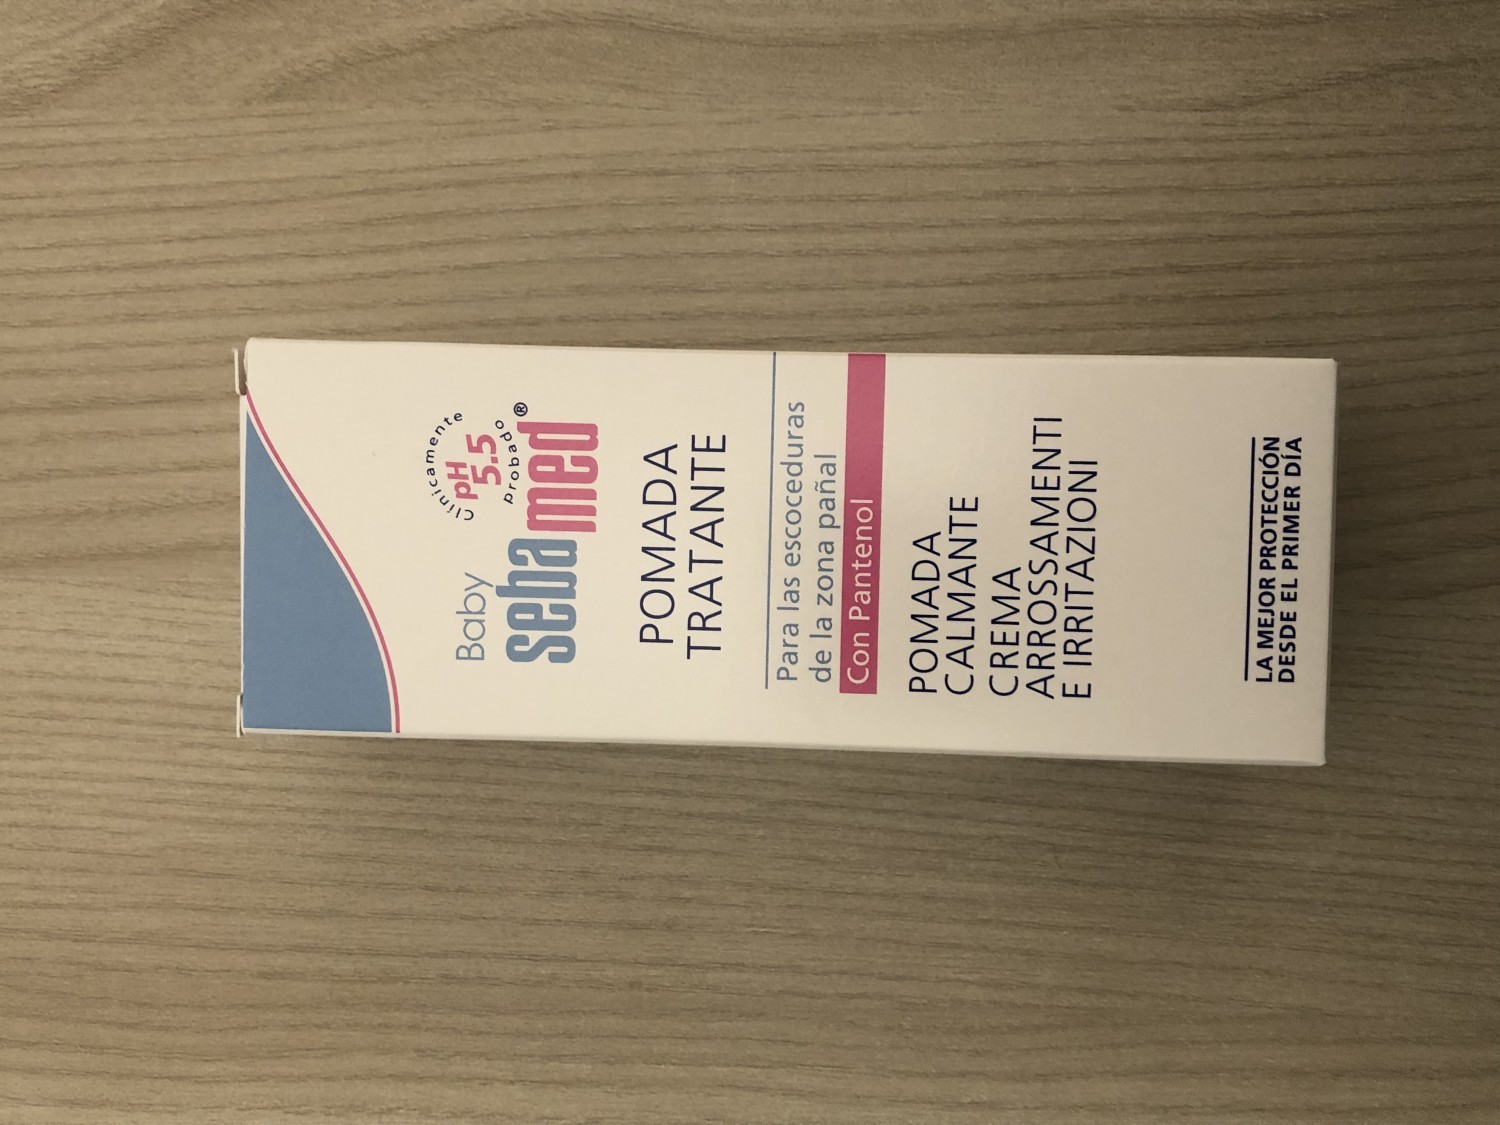 clínicamente
pH
5.5
probado
Baby
sebamed®
POMADA
TRATANTE
Para las escoceduras
de la zona pañal
Con Pantenol
POMADA
CALMANTE
CREMA
ARROSSAMENTI
E IRRITAZIONI
LA MEJOR PROTECCIÓN
DESDE EL PRIMER DÍA